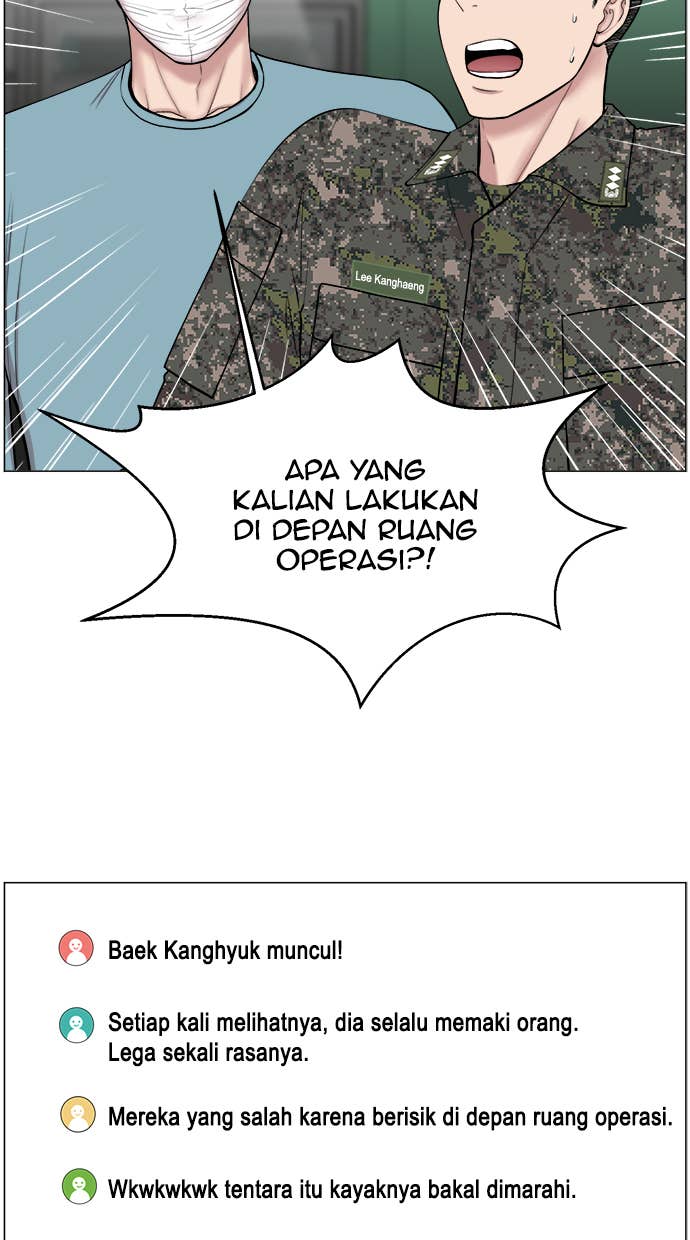 Lee Kanghaeng
APA YANG
KALIAN LAKUKAN
DI DEPAN RUANG
OPERASI?!
Baek Kanghyuk muncul!
Setiap kali melihatnya, dia selalu memaki orang.
Lega sekali rasanya.
Mereka yang salah karena berisik di depan ruang operasi.
Wkwkwkwk tentara itu kayaknya bakal dimarahi.